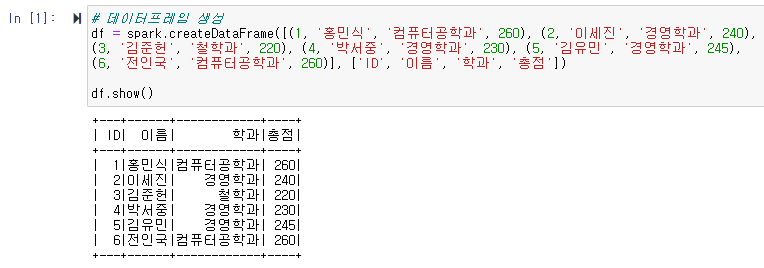 In [1]:
# 데이터프레임 생성
df = spark.createDataFrame([(1, '홍민식', '컴퓨터공학과', 260), (2, '이세진', '경영학과', 240),
(3, '김준헌', '철학과', 220), (4, '박서중', '경영학과', 230), (5, '김유민', '경영학과', 245),
(6, '전인국', '컴퓨터공학과', 260)], ['ID', '이름', '학과', '총점'])
df.show()
+---+------+------------+----+
| ID| 이름| 학과|총점|
+---+------+------------+----+
| 1|홍민식|컴퓨터공학과| 260|
| 2|이세진| 경영학과| 240|
| 3|김준헌| 철학과| 220|
| 4|박서중| 경영학과| 230|
| 5|김유민| 경영학과| 245|
| 6|전인국|컴퓨터공학과| 260|
+---+------+------------+----+